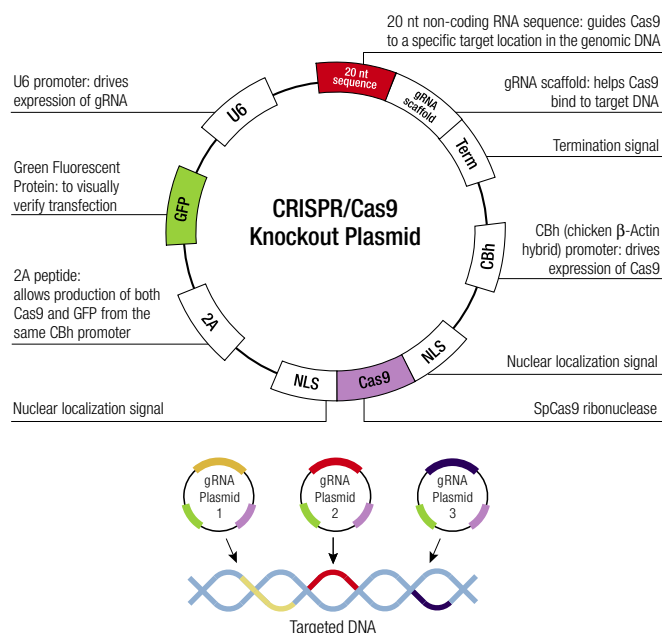 20 nt non-coding RNA sequence: guides Cas9
to a specific target location in the genomic DNA
20 nt
sequence
gRNA
scaffold
Term
U6
U6 promoter: drives
expression of gRNA
gRNA scaffold: helps Cas9
bind to target DNA
Termination signal
Green Fluorescent
Protein: to visually
verify transfection
GFP
CRISPR/Cas9
Knockout Plasmid
CBh
CBh (chicken β-Actin
hybrid) promoter: drives
expression of Cas9
2A peptide:
allows production of both
Cas9 and GFP from the
same CBh promoter
2A
NLS
Cas9
NLS
Nuclear localization signal
Nuclear localization signal
SpCas9 ribonuclease
gRNA
Plasmid
1
gRNA
Plasmid
2
gRNA
Plasmid
3
Targeted DNA